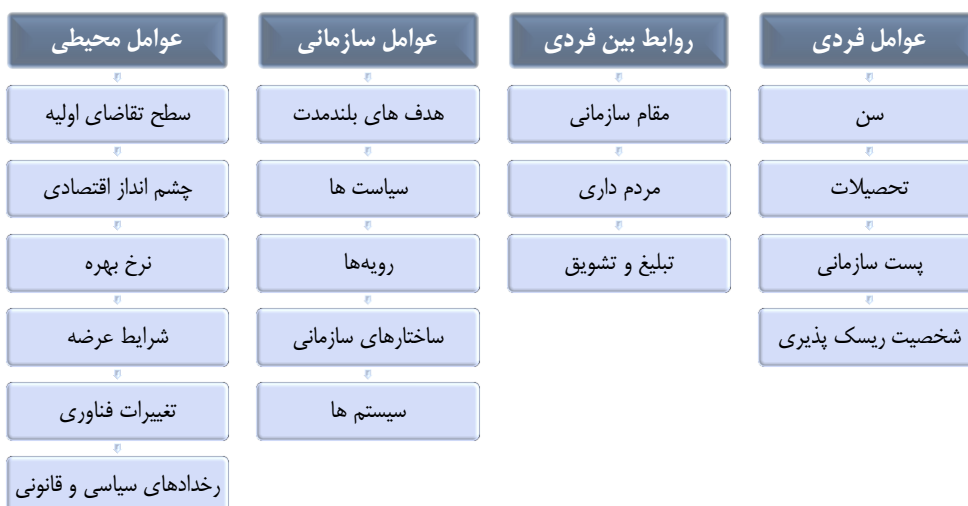 عوامل فردی
سن
تحصیلات
پست سازمانی
شخصیت ریسک پذیری
روابط بین فردی
مقام سازمانی
مردم داری
تبلیغ و تشویق
عوامل سازمانی
هدف های بلندمدت
سیاست ها
رویه‌ها
ساختارهای سازمانی
سیستم ها
عوامل محیطی
سطح تقاضای اولیه
چشم انداز اقتصادی
نرخ بهره
شرایط عرضه
تغییرات فناوری
رخدادهای سیاسی و قانونی